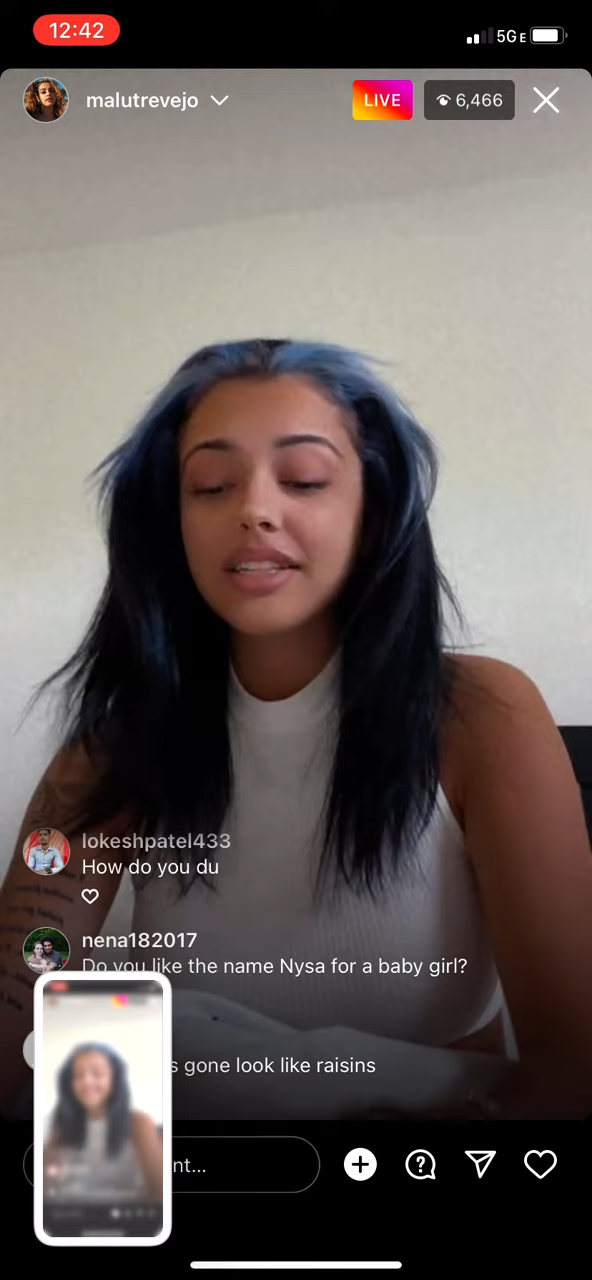 12:42
5GE
malutrevejo
LIVE
6,466
lokeshpatel433
How do you du
nena182017
Do you like the name Nysa for a baby girl?
s gone look like raisins
nt...